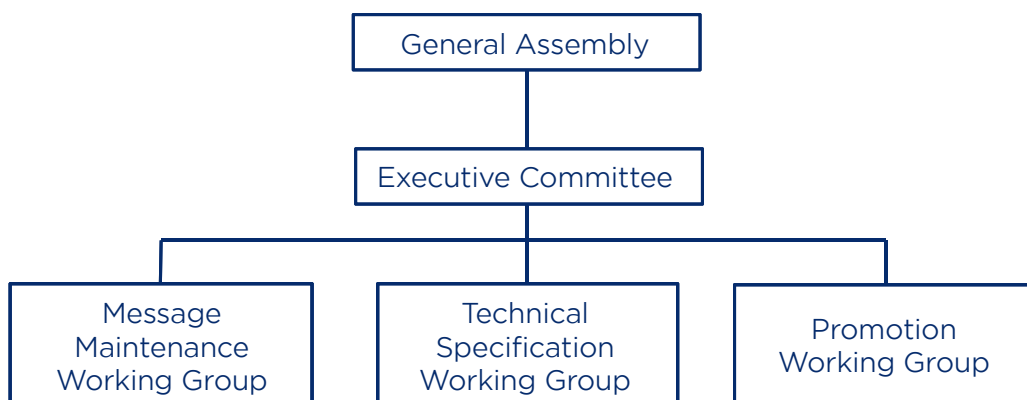 General Assembly
Executive Committee
Message
Maintenance
Working Group
Technical
Specification
Working Group
Promotion
Working Group